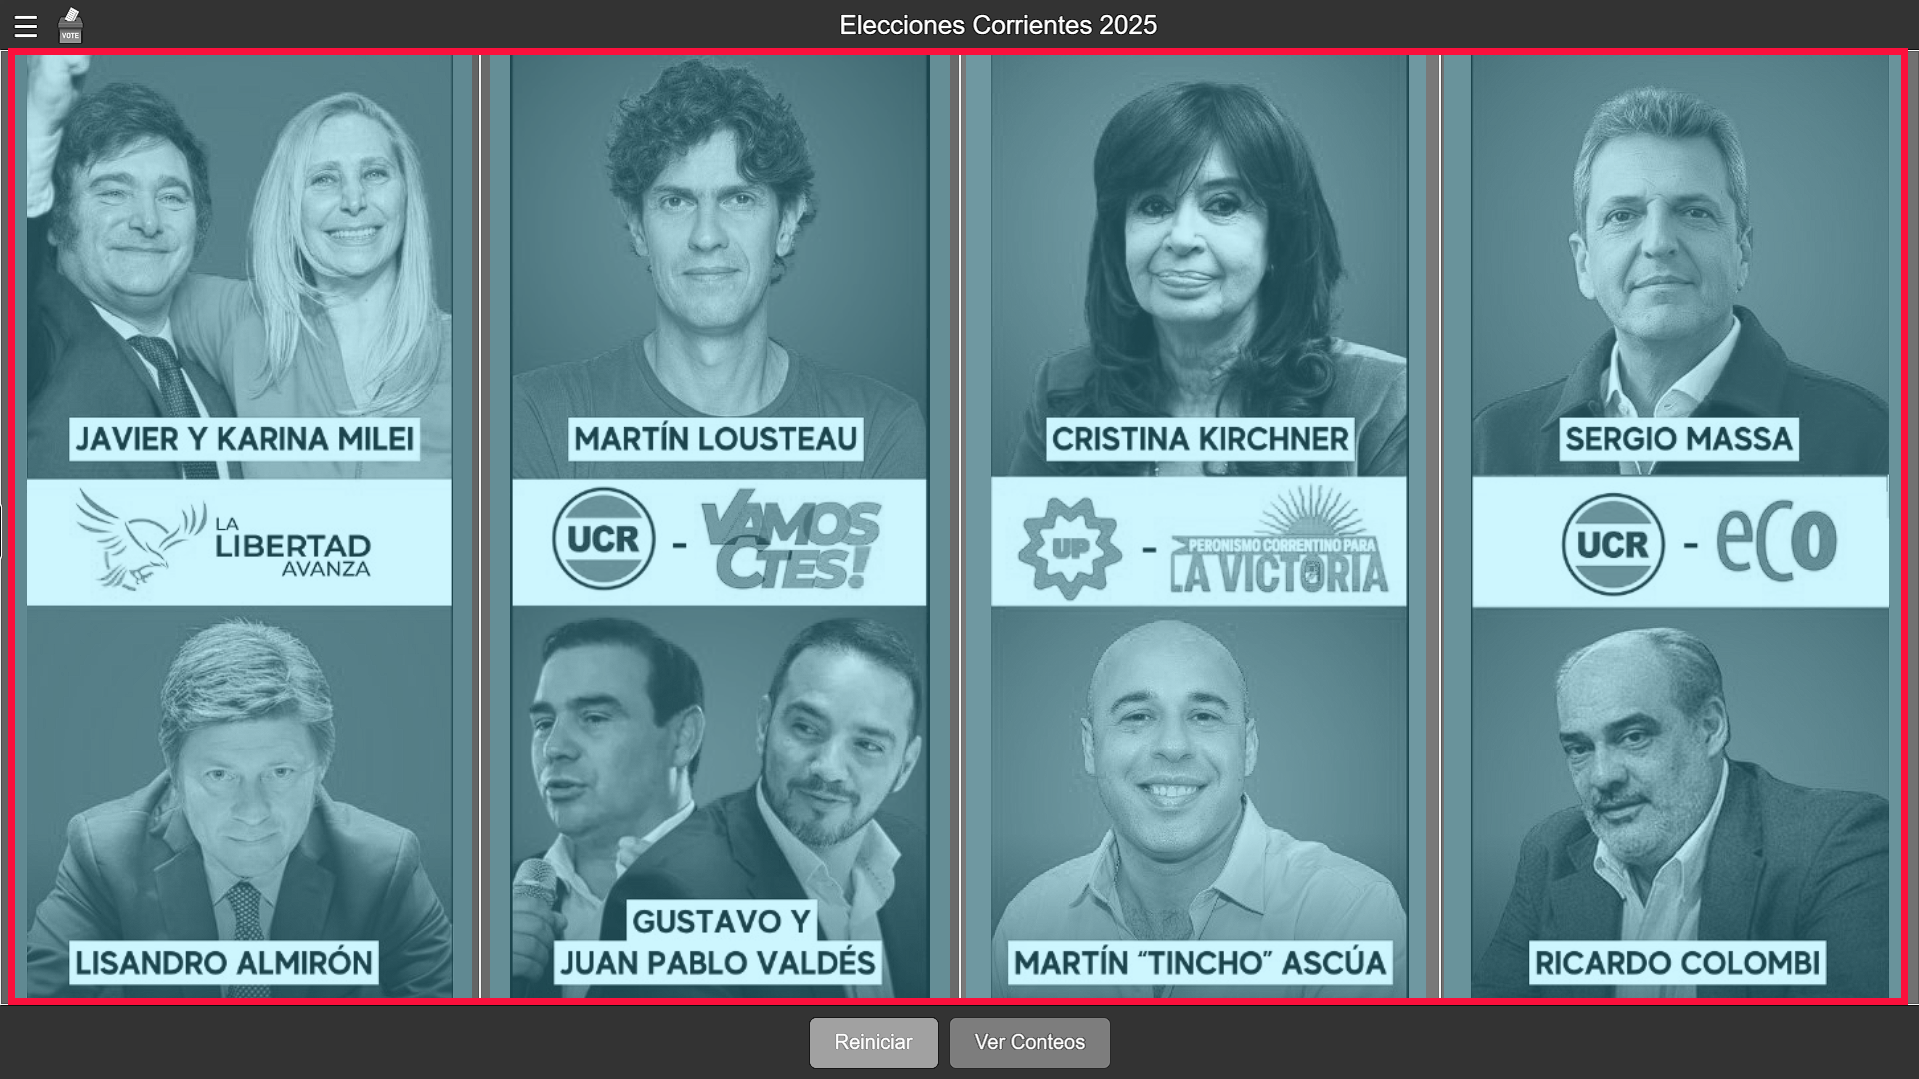 VOTE
Elecciones Corrientes 2025
JAVIER Y KARINA MILEI
LA
LIBERTAD
AVANZA
LISANDRO ALMIRÓN
MARTÍN LOUSTEAU
UCR - VAMOS
CTES!
GUSTAVO Y
JUAN PABLO VALDÉS
CRISTINA KIRCHNER
UP - PERONISMO CORRENTINO PARA
LA VICTORIA
MARTÍN “TINCHO” ASCÚA
SERGIO MASSA
UCR - eCo
RICARDO COLOMBI
Reiniciar
Ver Conteos